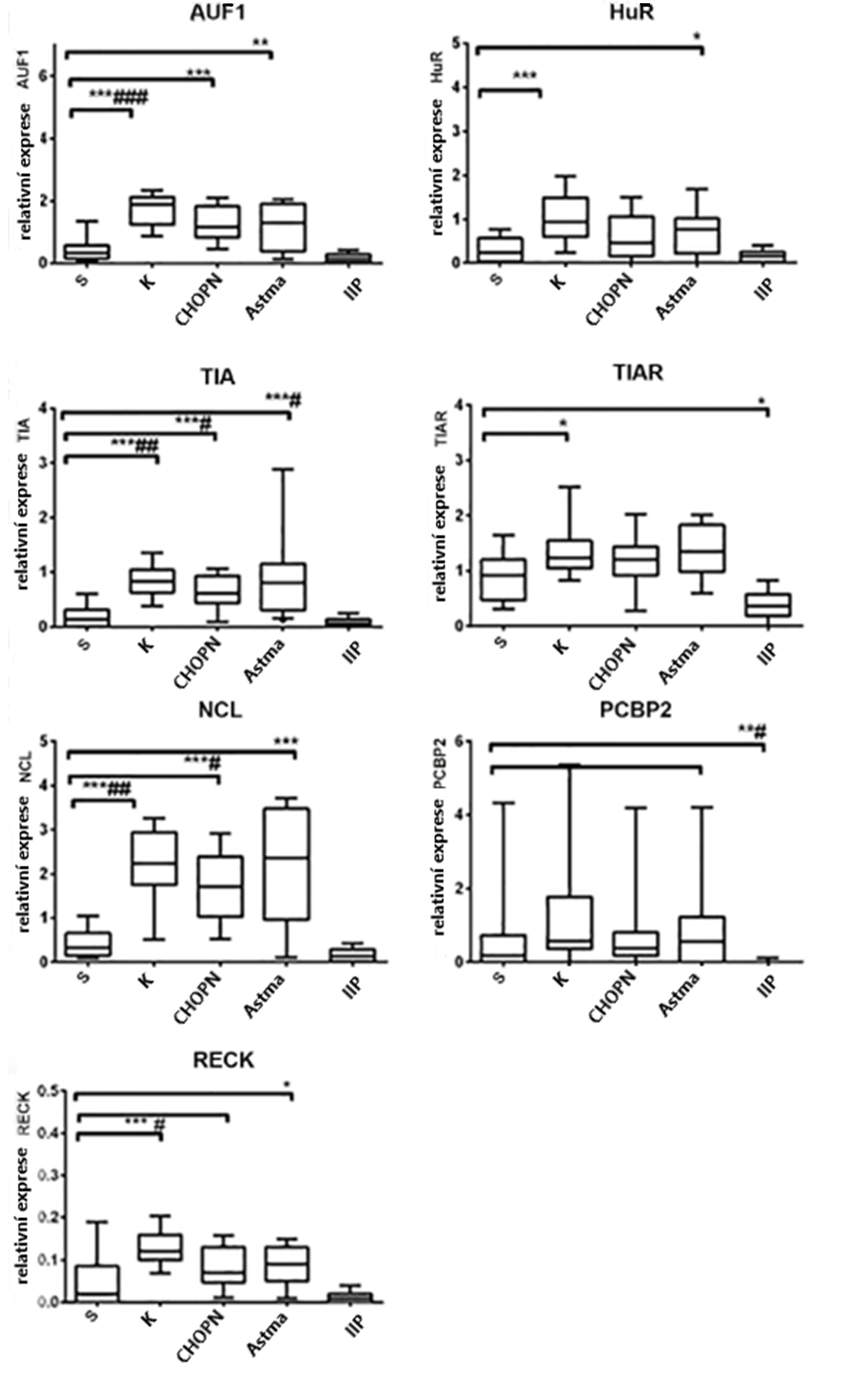 AUF1
relativní exprese AUF1
6
4
2
0
**
***
***###
S
K
CHOPN
Astma
IIP
HuR
relativní exprese HuR
5
4
3
2
1
0
*
***
S
K
CHOPN
Astma
IIP
TIA
relativní exprese TIA
4
3
2
1
0
***#
***#
***##
S
K
CHOPN
Astma
IIP
TIAR
relativní exprese TIAR
4
3
2
1
0
*
*
S
K
CHOPN
Astma
IIP
NCL
relativní exprese NCL
5
4
3
2
1
0
***
***#
***##
S
K
CHOPN
Astma
IIP
PCBP2
relativní exprese PCBP2
6
4
2
0
**#
S
K
CHOPN
Astma
IIP
RECK
relativní exprese RECK
0.5
0.4
0.3
0.2
0.1
0.0
*
*** #
S
K
CHOPN
Astma
IIP